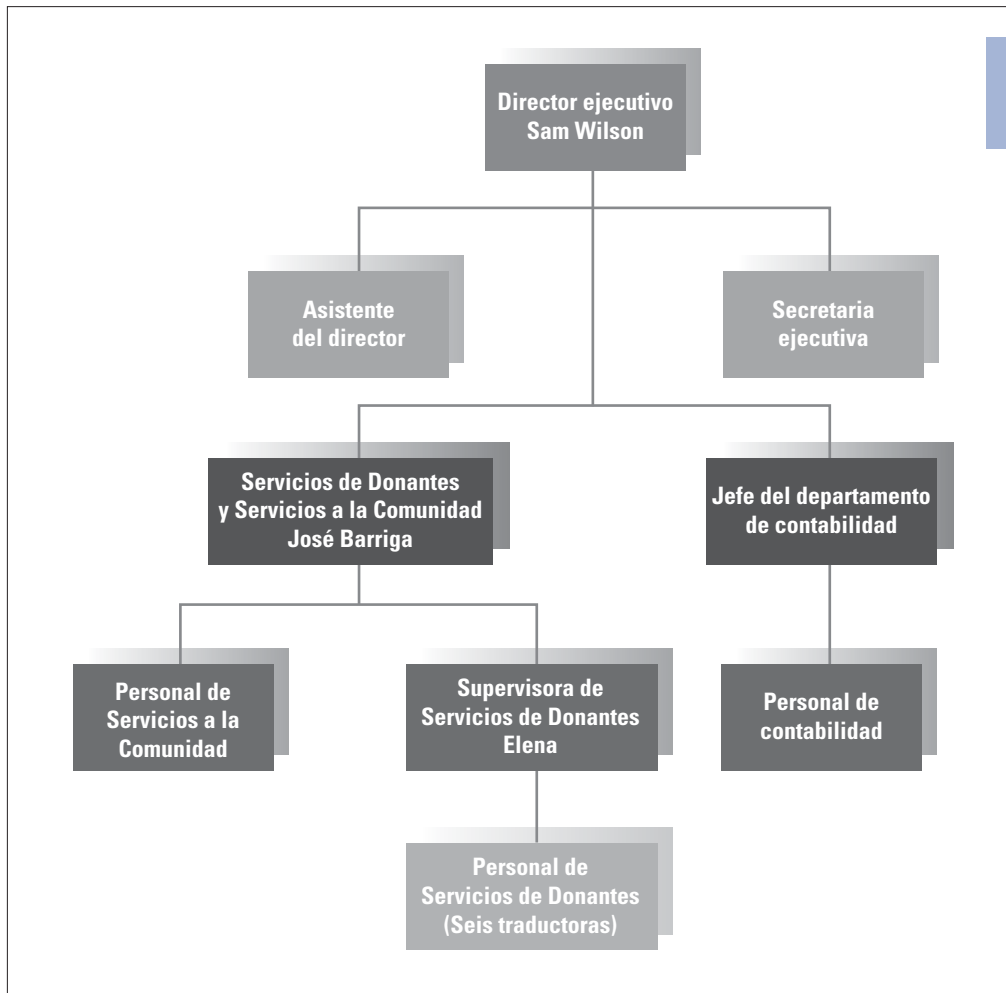 Director ejecutivo
Sam Wilson
Asistente
del director
Secretaria
ejecutiva
Servicios de Donantes
y Servicios a la Comunidad
José Barriga
Jefe del departamento
de contabilidad
Personal de
Servicios a la
Comunidad
Supervisora de
Servicios de Donantes
Elena
Personal de
contabilidad
Personal de
Servicios de Donantes
(Seis traductoras)